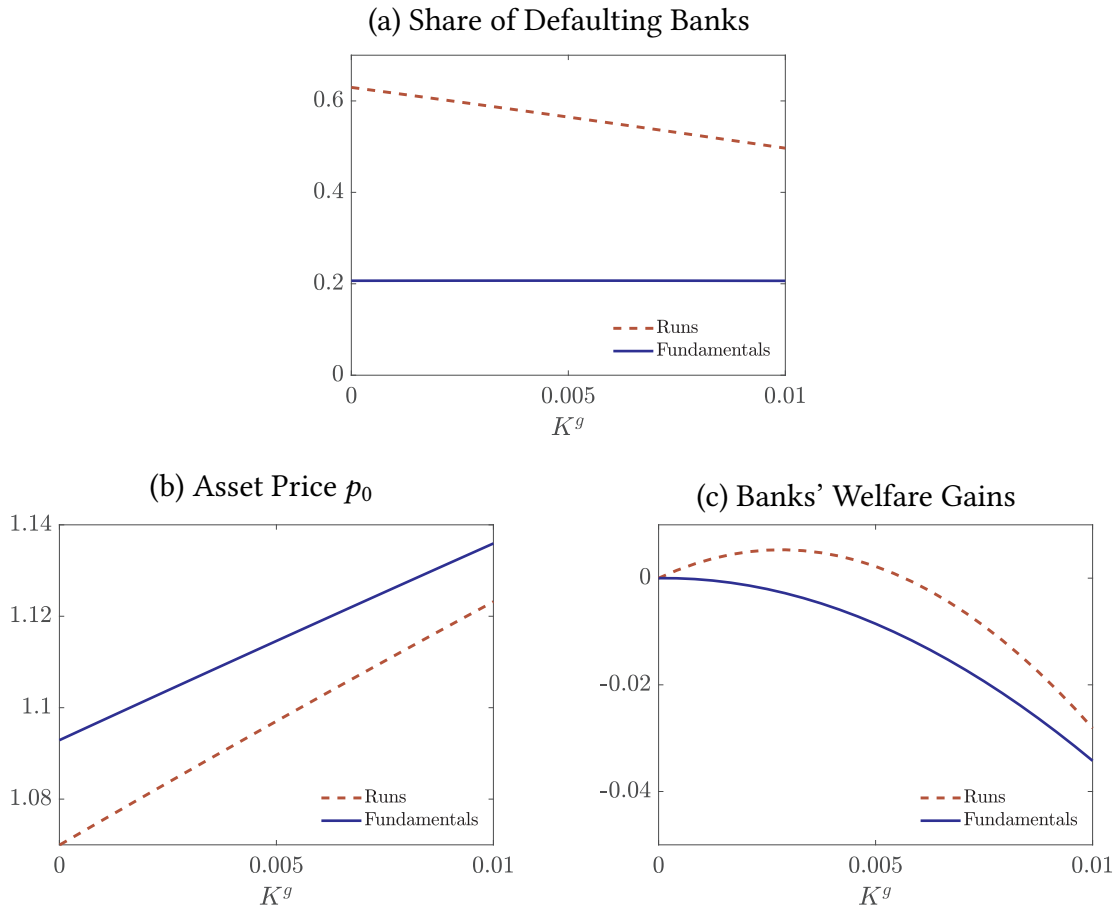 (a) Share of Defaulting Banks
0.6
0.4
0.2
0
Runs
Fundamentals
0
0.005
0.01
K^g
(b) Asset Price p₀
1.14
1.12
1.1
1.08
Runs
Fundamentals
0
0.005
0.01
K^g
(c) Banks’ Welfare Gains
0
-0.02
-0.04
Runs
Fundamentals
0
0.005
0.01
K^g